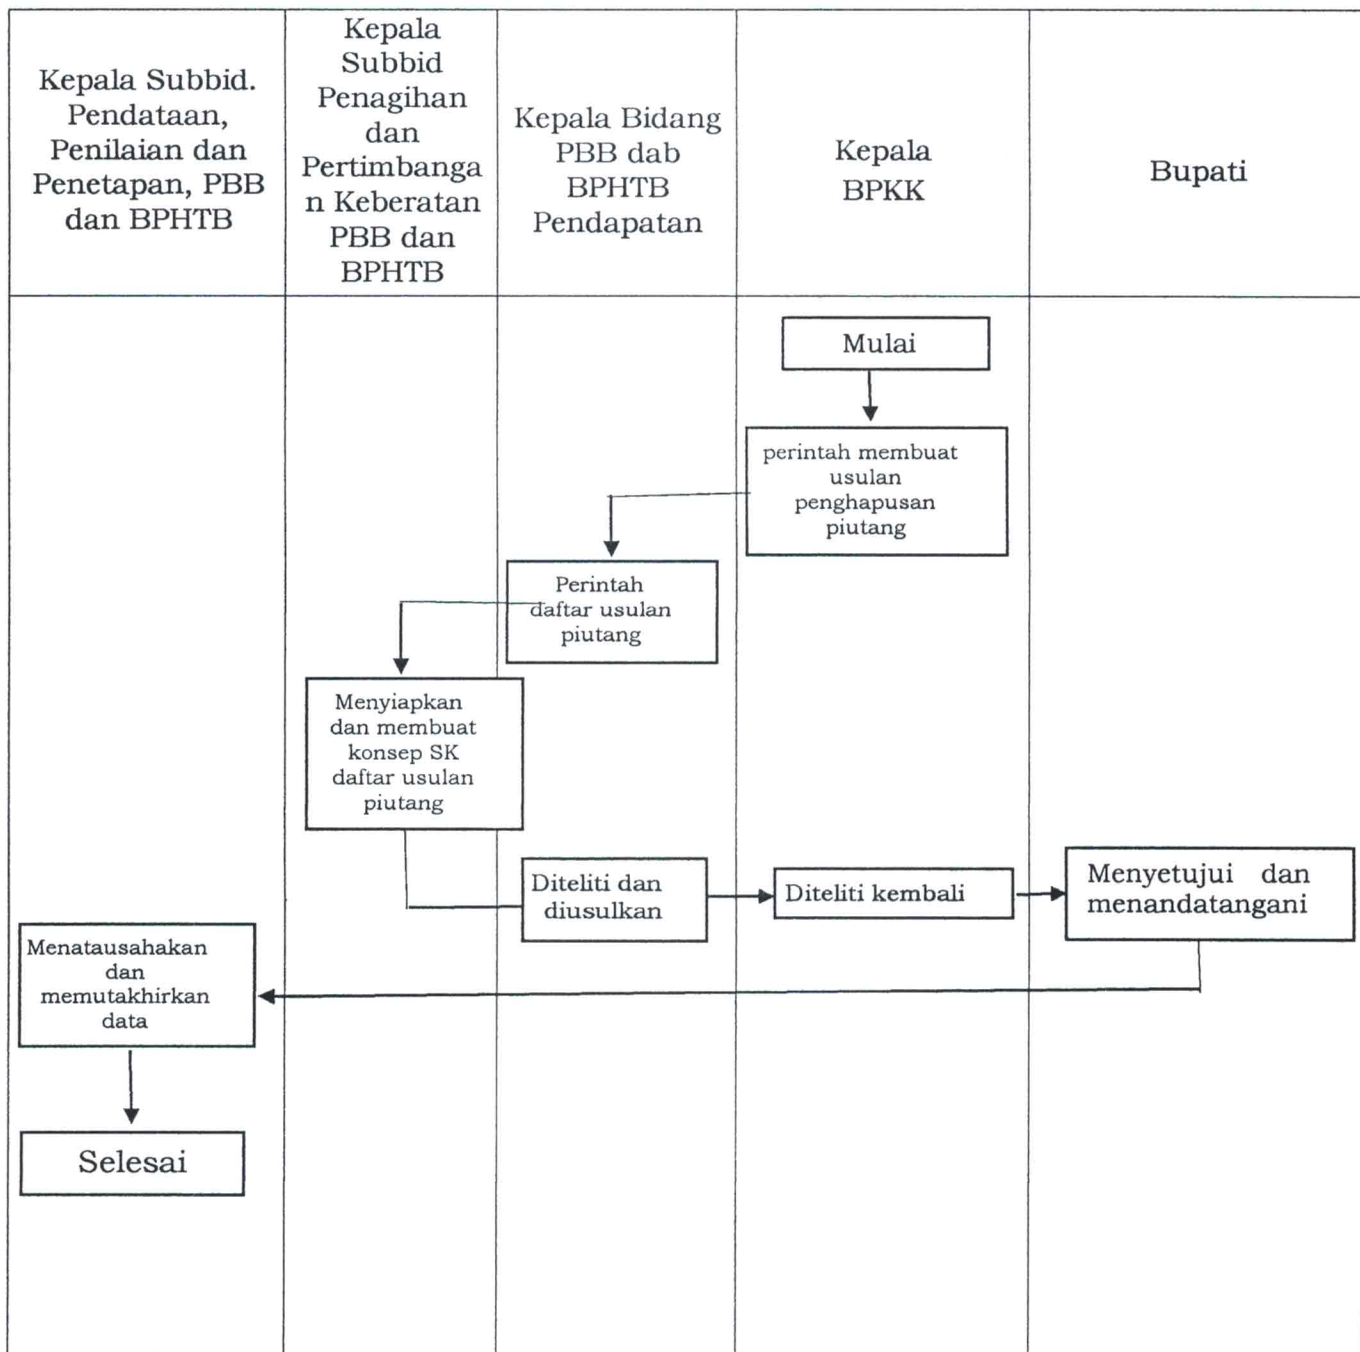 Kepala Subbid.
Pendataan,
Penilaian dan
Penetapan, PBB
dan BPHTB
Kepala
Subbid
Penagihan
dan
Pertimbanga
n Keberatan
PBB dan
BPHTB
Kepala Bidang
PBB dab
BPHTB
Pendapatan
Kepala
BPKK
Bupati
Mulai
perintah membuat
usulan
penghapusan
piutang
Perintah
daftar usulan
piutang
Menyiapkan
dan membuat
konsep SK
daftar usulan
piutang
Diteliti dan
diusulkan
Diteliti kembali
Menyetujui dan
menandatangani
Menatausahakan
dan
memutakhirkan
data
Selesai